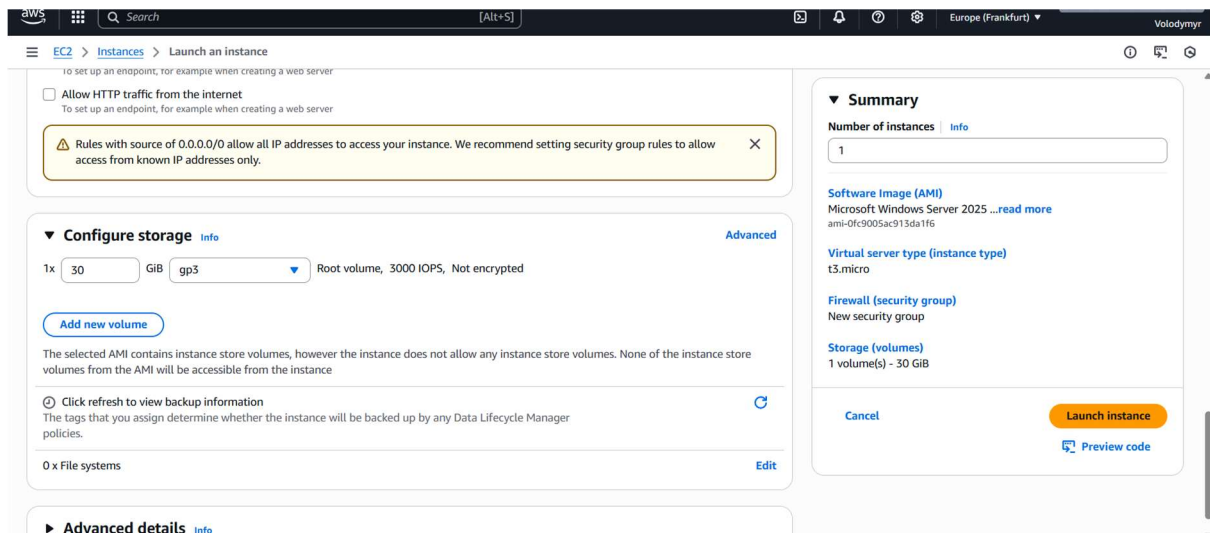 aws
Search
[Alt+S]
Europe (Frankfurt) ▼
Volodymyr
EC2 > Instances > Launch an instance
To set up an endpoint, for example when creating a web server
Allow HTTP traffic from the internet
To set up an endpoint, for example when creating a web server
Rules with source of 0.0.0.0/0 allow all IP addresses to access your instance. We recommend setting security group rules to allow
access from known IP addresses only.
▼ Configure storage Info
Advanced
1x 30 GiB gp3 Root volume, 3000 IOPS, Not encrypted
Add new volume
The selected AMI contains instance store volumes, however the instance does not allow any instance store volumes. None of the instance store
volumes from the AMI will be accessible from the instance
Click refresh to view backup information
The tags that you assign determine whether the instance will be backed up by any Data Lifecycle Manager
policies.
0 x File systems
Edit
▶ Advanced details Info
▼ Summary
Number of instances Info
1
Software Image (AMI)
Microsoft Windows Server 2025 ...read more
ami-0fc9005ac913da1f6
Virtual server type (instance type)
t3.micro
Firewall (security group)
New security group
Storage (volumes)
1 volume(s) - 30 GiB
Cancel
Launch instance
Preview code